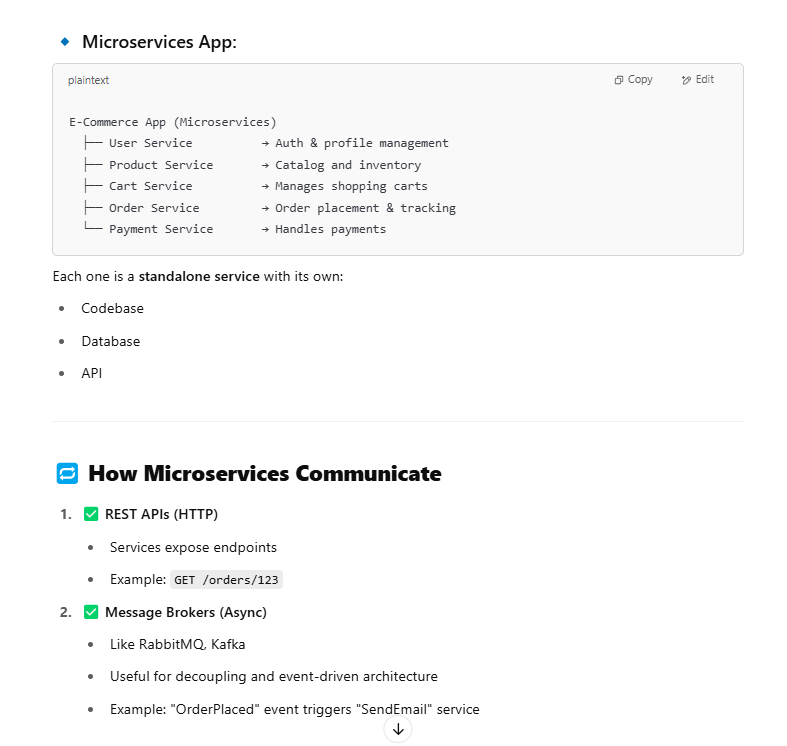 Microservices App:
plaintext Copy Edit
E-Commerce App (Microservices)
├── User Service → Auth & profile management
├── Product Service → Catalog and inventory
├── Cart Service → Manages shopping carts
├── Order Service → Order placement & tracking
└── Payment Service → Handles payments
Each one is a standalone service with its own:
• Codebase
• Database
• API
How Microservices Communicate
1. ✅ REST APIs (HTTP)
• Services expose endpoints
• Example: GET /orders/123
2. ✅ Message Brokers (Async)
• Like RabbitMQ, Kafka
• Useful for decoupling and event-driven architecture
• Example: "OrderPlaced" event triggers "SendEmail" service